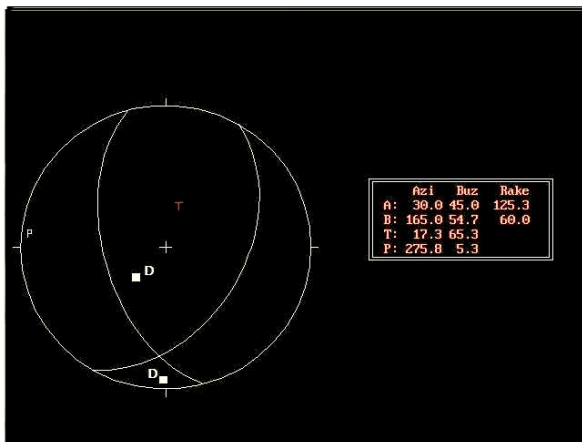 T
P
D
D
Azi Buz Rake
A: 30.0 45.0 125.3
B: 165.0 54.7 60.0
T: 17.3 65.3
P: 275.8 5.3